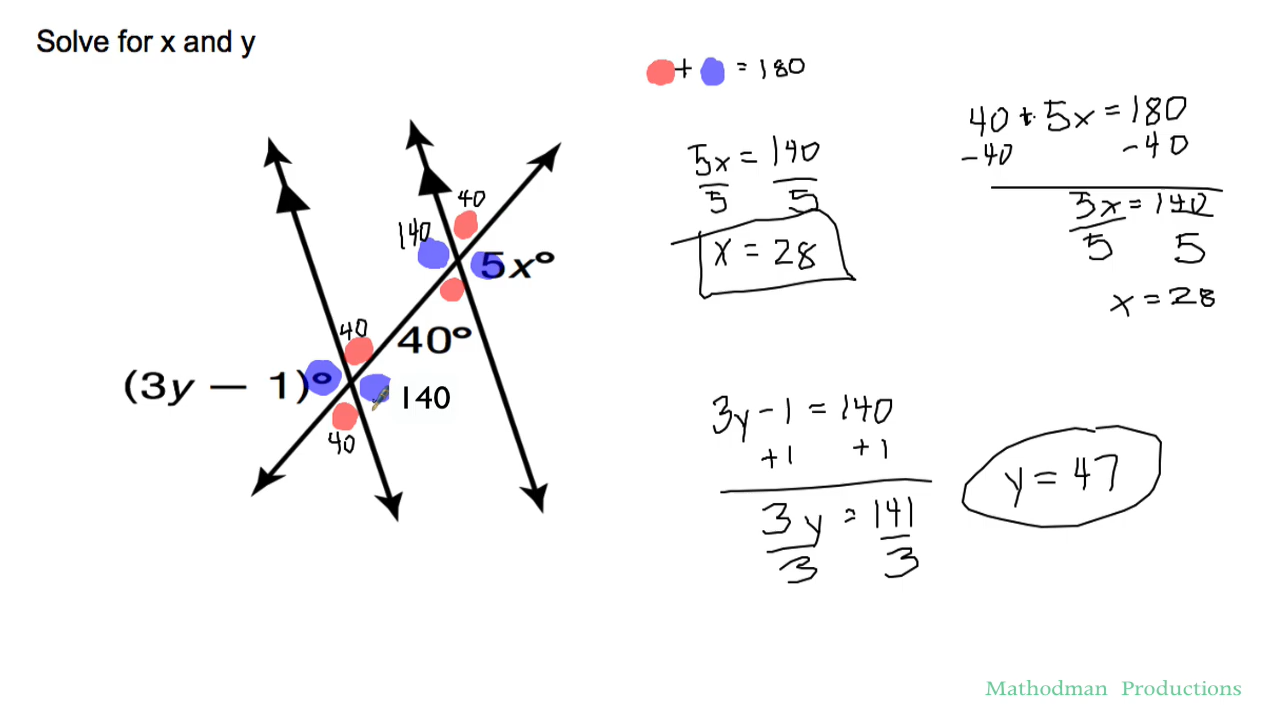 Solve for x and y
+ = 180
40 + 5x = 180
-40 -40
5x = 140
5 5
x = 28
5x = 140
5 5
x = 28
40
140
5x°
40
40°
(3y – 1)°
140
40
3y - 1 = 140
+1 +1
3y = 141
3 3
y = 47
Mathodman Productions